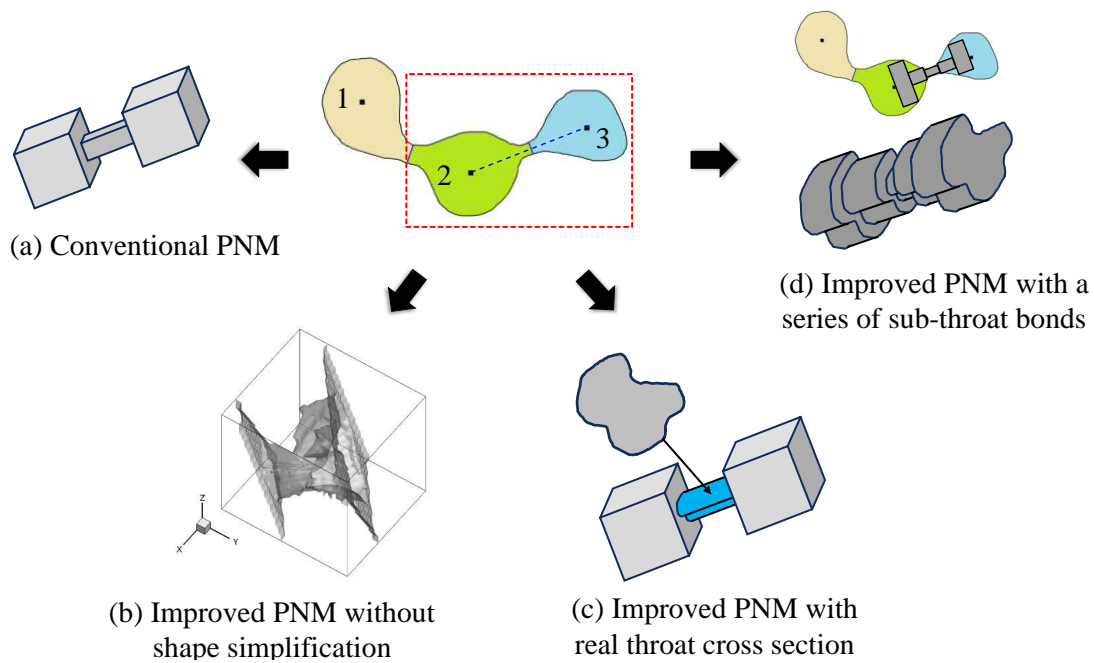 1
2
3
(a) Conventional PNM
(d) Improved PNM with a
series of sub-throat bonds
Z
X
Y
(b) Improved PNM without
shape simplification
(c) Improved PNM with
real throat cross section